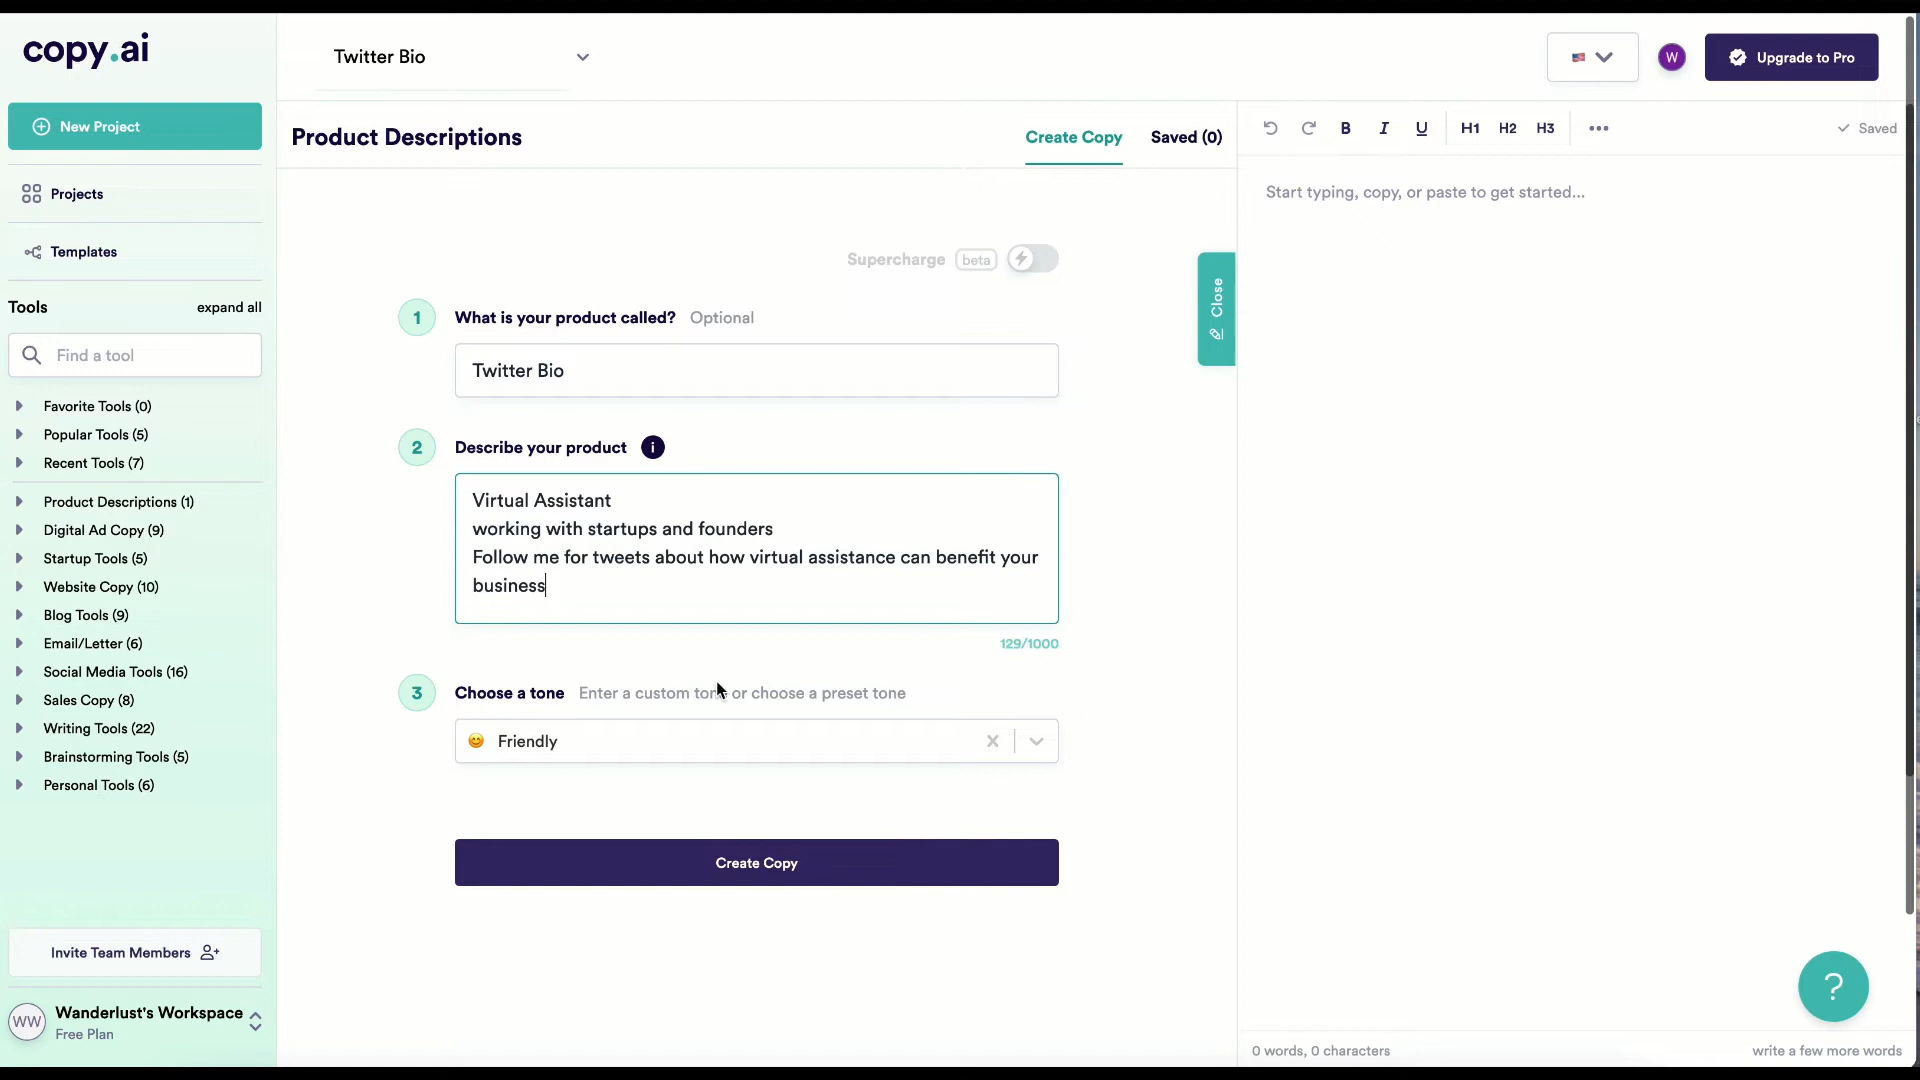 copy.ai
Twitter Bio
W
Upgrade to Pro
New Project
Product Descriptions
Create Copy
Saved (0)
B
I
U
H1
H2
H3
Saved
Projects
Start typing, copy, or paste to get started...
Templates
Supercharge
beta
Tools
expand all
Find a tool
Favorite Tools (0)
Popular Tools (5)
Recent Tools (7)
Product Descriptions (1)
Digital Ad Copy (9)
Startup Tools (5)
Website Copy (10)
Blog Tools (9)
Email/Letter (6)
Social Media Tools (16)
Sales Copy (8)
Writing Tools (22)
Brainstorming Tools (5)
Personal Tools (6)
1
What is your product called? Optional
Twitter Bio
Close
2
Describe your product
i
Virtual Assistant
working with startups and founders
Follow me for tweets about how virtual assistance can benefit your
business
129/1000
3
Choose a tone Enter a custom tone or choose a preset tone
😊 Friendly
Create Copy
Invite Team Members
WW
Wanderlust's Workspace
Free Plan
?
0 words, 0 characters
write a few more words